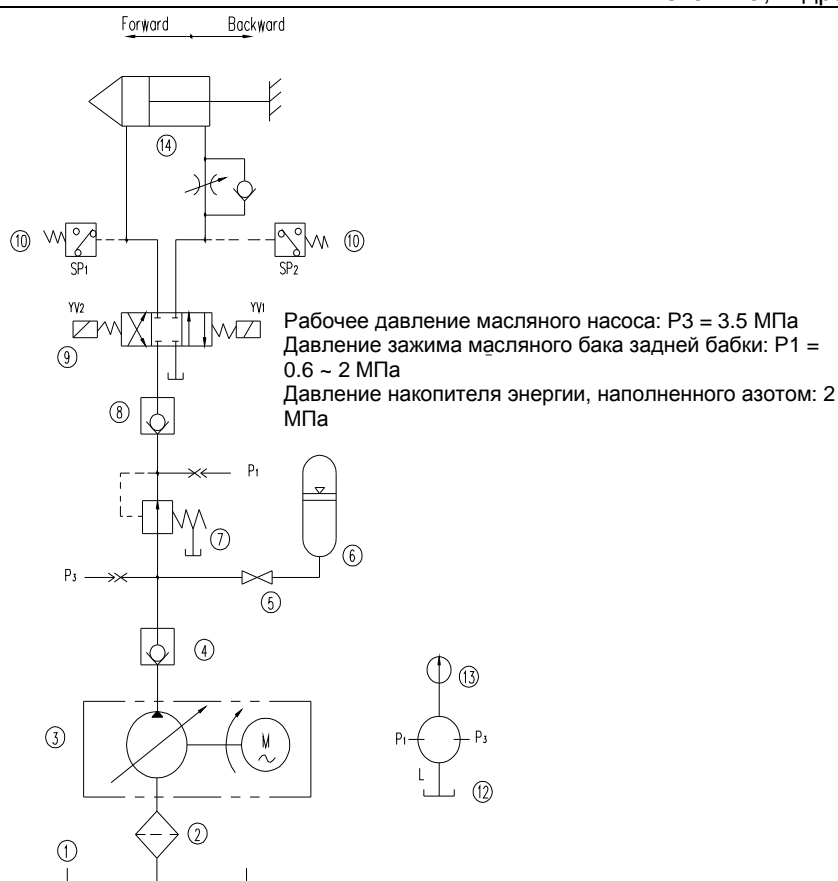 Forward Backward
14
10 SP1 SP2 10
YV2 YV1
9
Рабочее давление масляного насоса: P3 = 3.5 МПа
Давление зажима масляного бака задней бабки: P1 =
0.6 ~ 2 МПа
Давление накопителя энергии, наполненного азотом: 2
МПа
8
P1
7
6
P3
5
4
13
3 M P1 P3
L
12
2
1